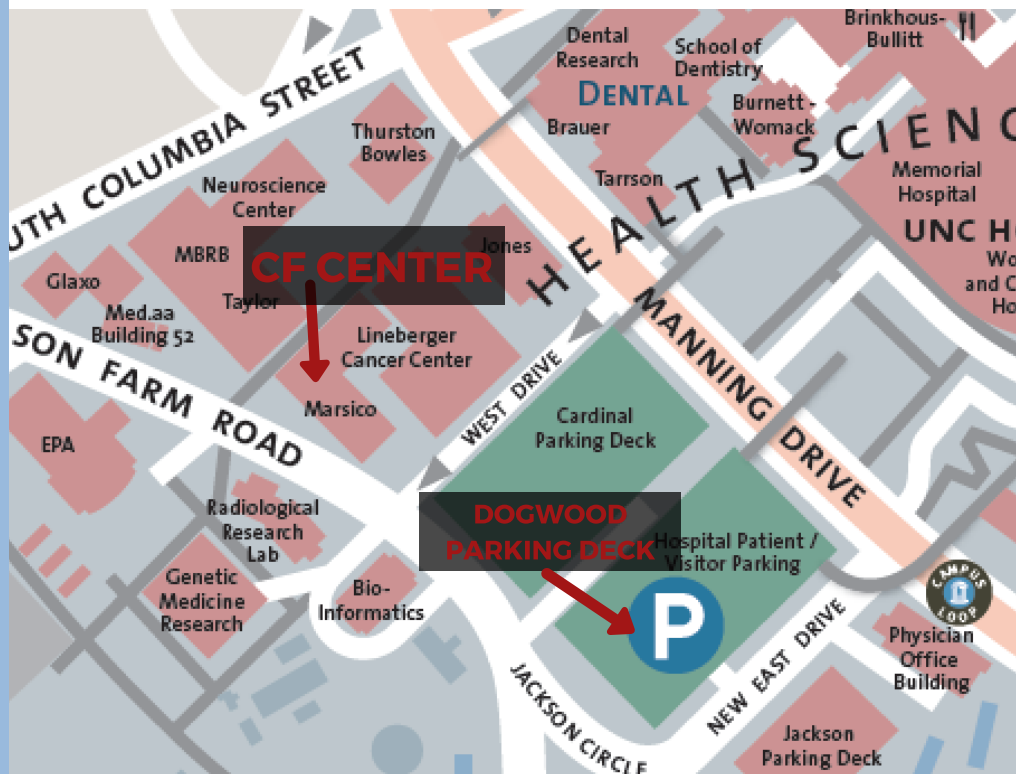 Brinkhous-
Bullitt
Dental
Research
School of
Dentistry
DENTAL
Burnett -
Womack
Brauer
Tarrson
HEALTH SCIENC
Memorial
Hospital
UNC H
Wo
and C
Ho
UTH COLUMBIA STREET
Thurston
Bowles
Neuroscience
Center
MBRB
Jones
CF CENTER
Glaxo
Med.aa
Building 52
Taylor
Lineberger
Cancer Center
Marsico
MANNING DRIVE
WEST DRIVE
Cardinal
Parking Deck
SON FARM ROAD
EPA
Radiological
Research
Lab
DOGWOOD
PARKING DECK
Hospital Patient /
Visitor Parking
P
Genetic
Medicine
Research
Bio-
Informatics
CAMPUS
LOOP
Physician
Office
Building
NEW EAST DRIVE
JACKSON CIRCLE
Jackson
Parking Deck